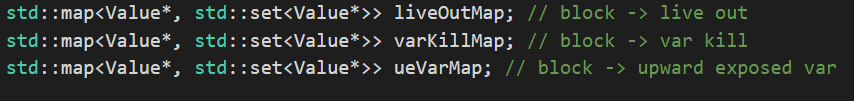 std::map<Value*, std::set<Value*>> liveOutMap; // block -> live out
std::map<Value*, std::set<Value*>> varKillMap; // block -> var kill
std::map<Value*, std::set<Value*>> ueVarMap; // block -> upward exposed var